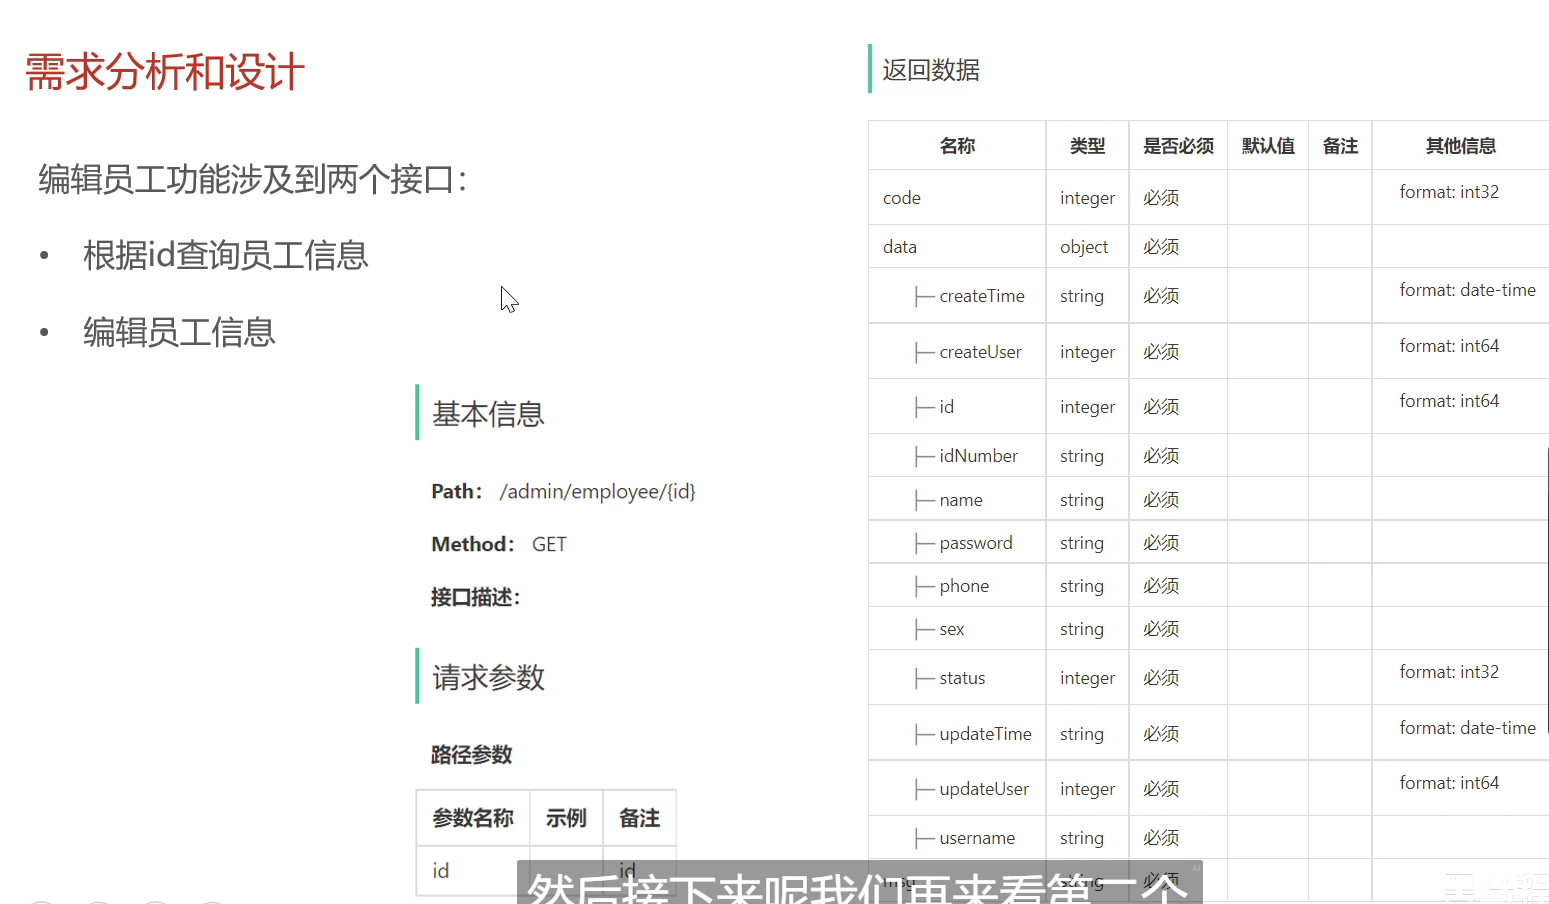 需求分析和设计
编辑员工功能涉及到两个接口：
• 根据id查询员工信息
• 编辑员工信息
基本信息
Path： /admin/employee/{id}
Method： GET
接口描述：
请求参数
路径参数
参数名称 示例 备注
id id
返回数据
名称 类型 是否必须 默认值 备注 其他信息
code integer 必须 format: int32
data object 必须
├─ createTime string 必须 format: date-time
├─ createUser integer 必须 format: int64
├─ id integer 必须 format: int64
├─ idNumber string 必须
├─ name string 必须
├─ password string 必须
├─ phone string 必须
├─ sex string 必须
├─ status integer 必须 format: int32
├─ updateTime string 必须 format: date-time
├─ updateUser integer 必须 format: int64
├─ username string 必须
msg string 必须
然后接下来呢我们再来看第二个
AI